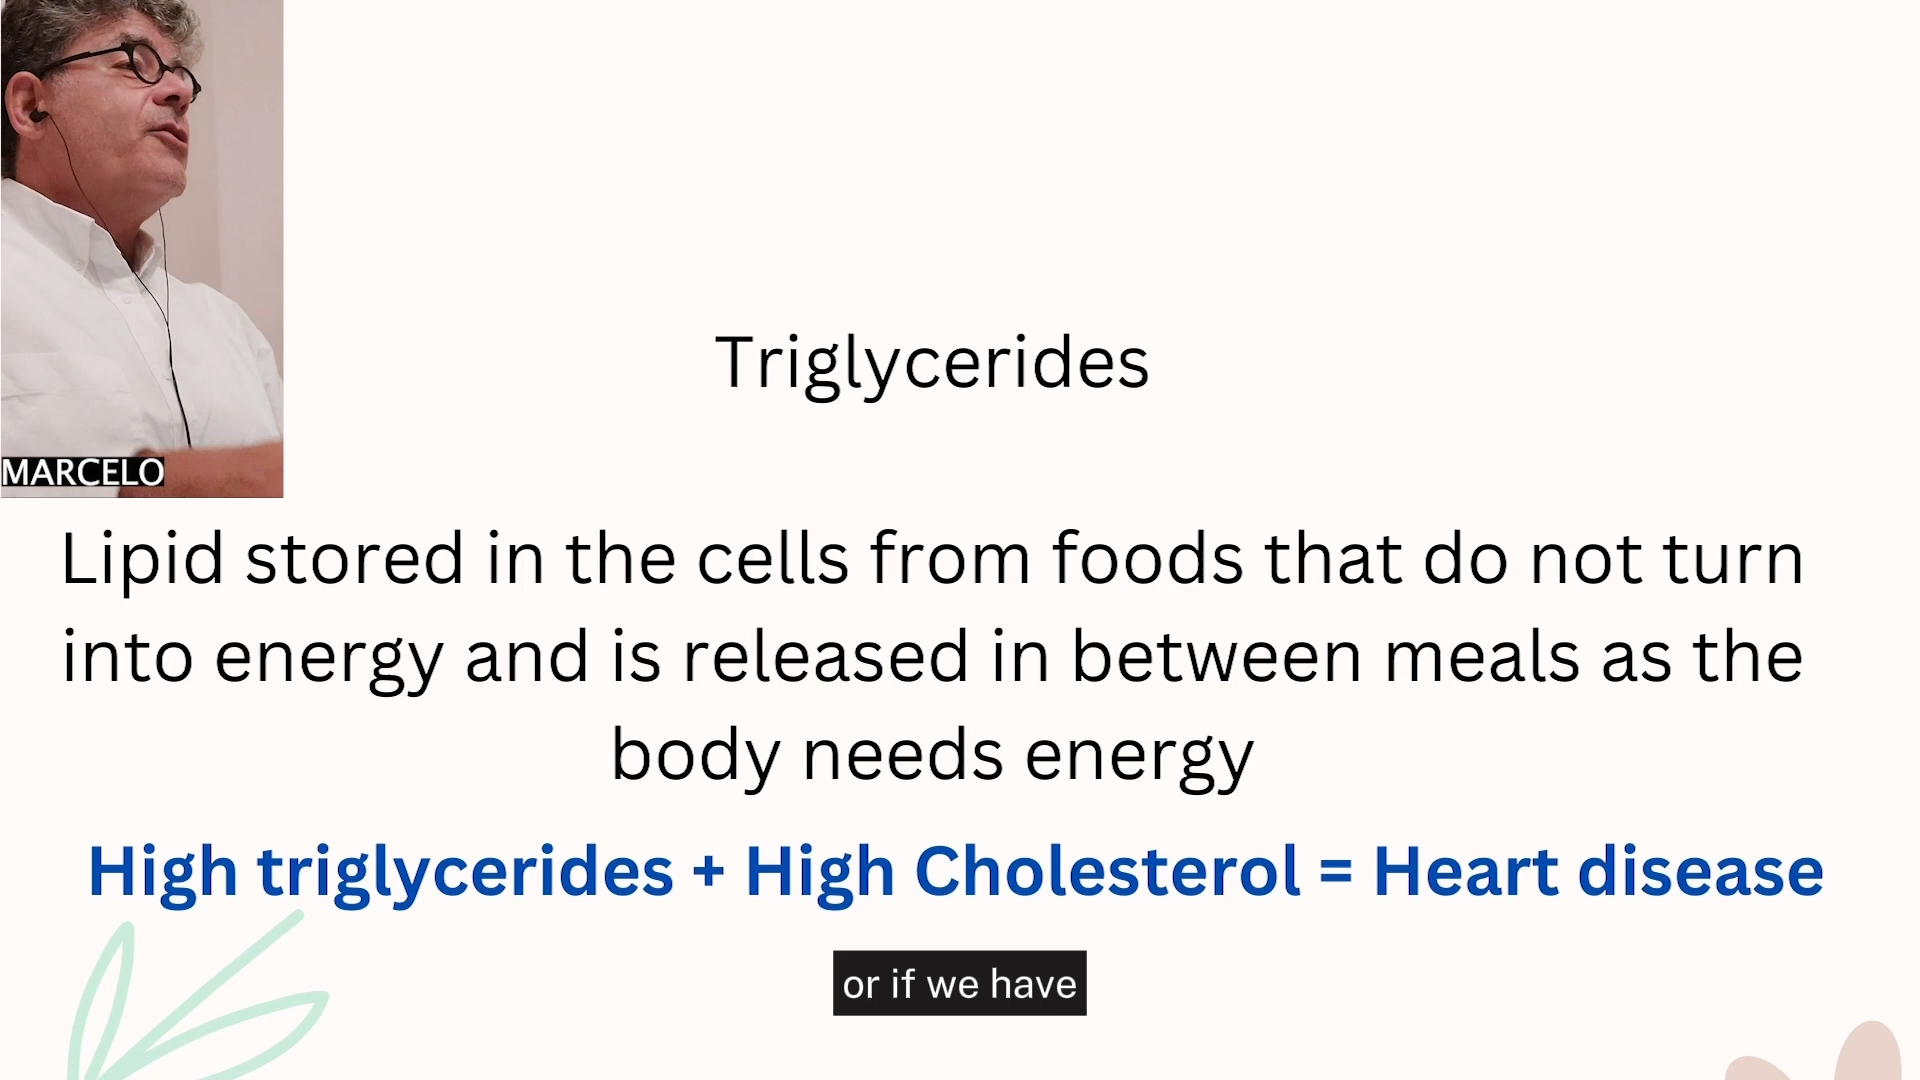 MARCELO
Triglycerides
Lipid stored in the cells from foods that do not turn
into energy and is released in between meals as the
body needs energy
High triglycerides + High Cholesterol = Heart disease
or if we have